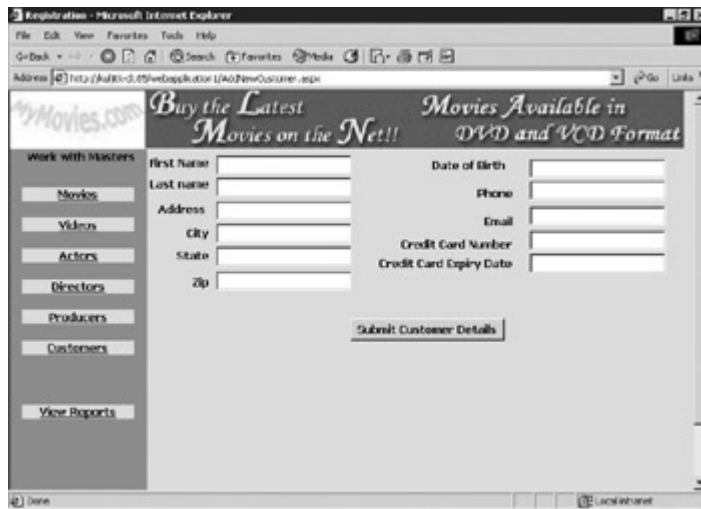 Registration - Microsoft Internet Explorer
File Edit View Favorites Tools Help
Back Search Favorites Media
Address Go Links
MyMovies.com
Buy the Latest
Movies on the Net!!
Movies Available in
DVD and VCD Format
Work with Masters
Movies
Videos
Actors
Directors
Producers
Customers
View Reports
First Name
Last name
Address
City
State
Zip
Date of Birth
Phone
Email
Credit Card Number
Credit Card Expiry Date
Submit Customer Details
Done
Local intranet